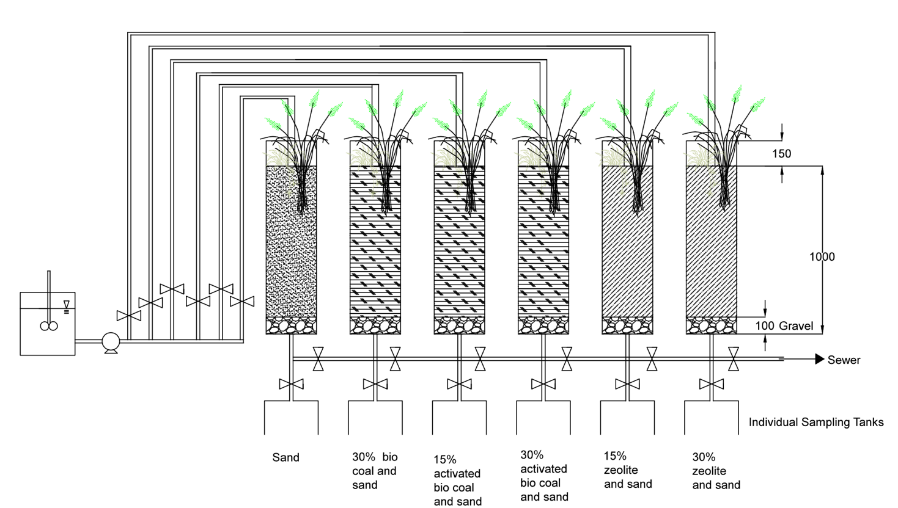 150
1000
100 Gravel
Sewer
Individual Sampling Tanks
Sand
30% bio
coal and
sand
15%
activated
bio coal
and sand
30%
activated
bio coal
and sand
15%
zeolite
and sand
30%
zeolite
and sand